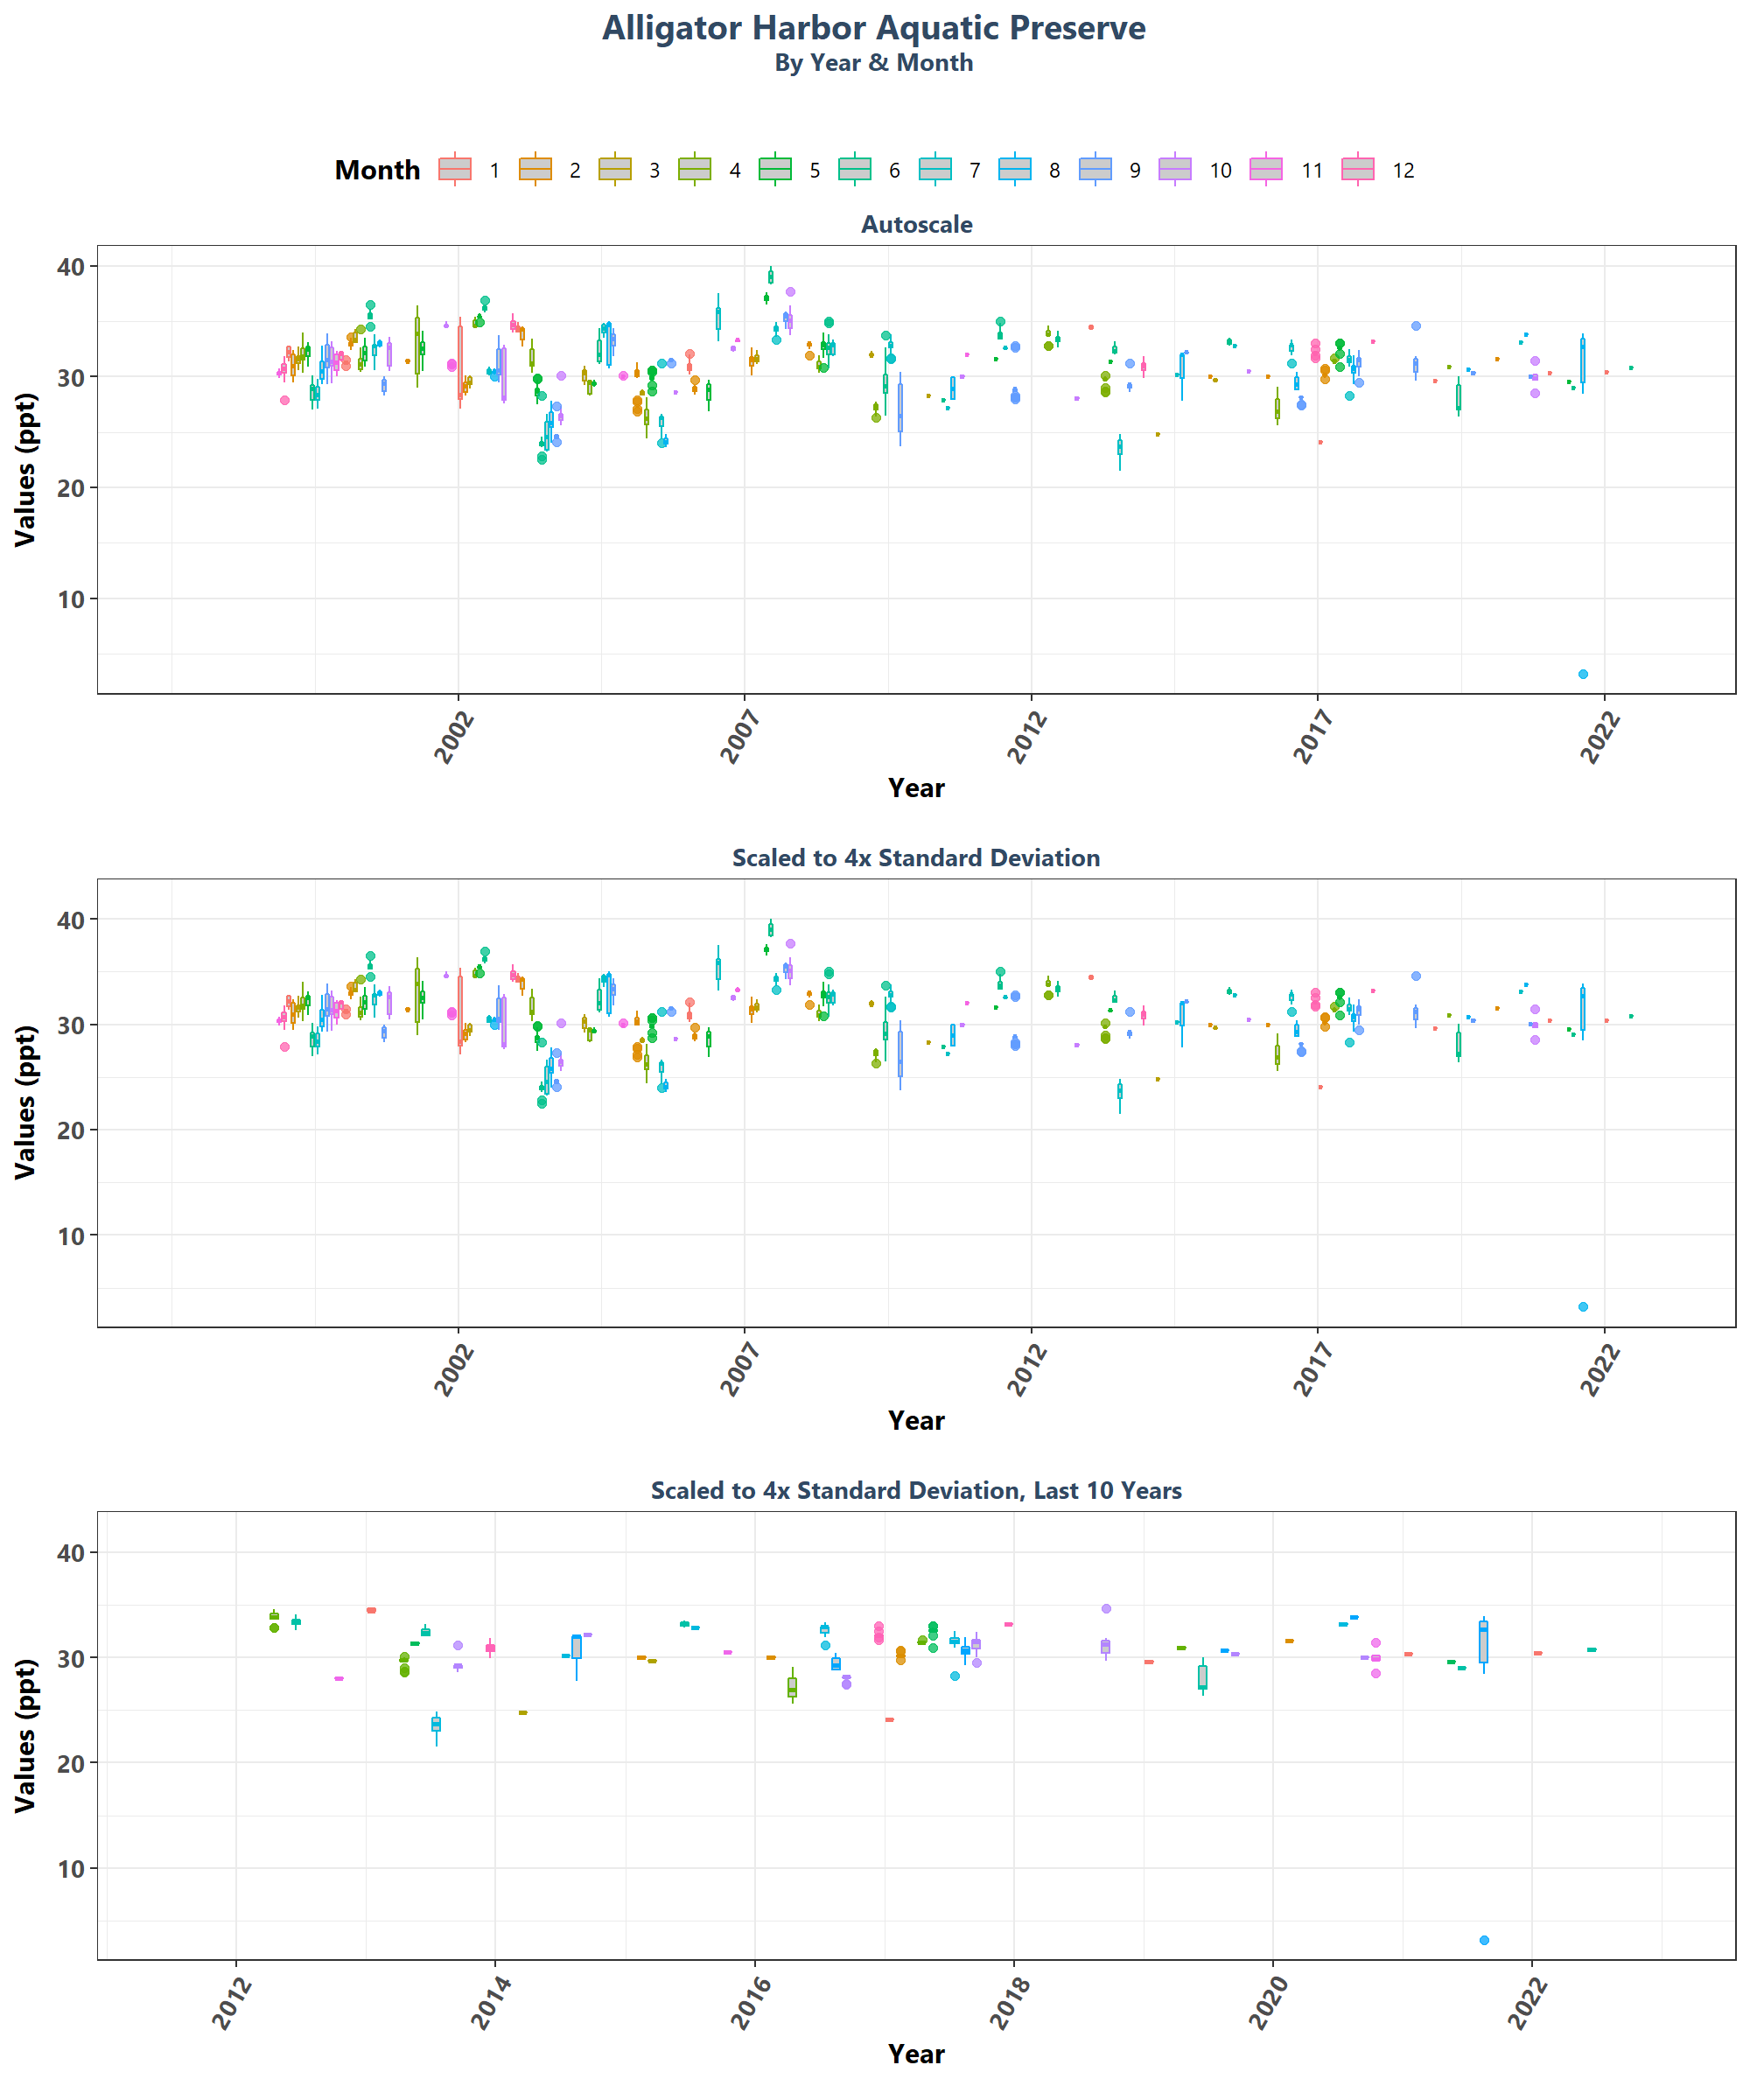 Alligator Harbor Aquatic Preserve
By Year & Month
Month 1 2 3 4 5 6 7 8 9 10 11 12
Autoscale
40
30
20
10
Values (ppt)
2002 2007 2012 2017 2022
Year
Scaled to 4x Standard Deviation
40
30
20
10
Values (ppt)
2002 2007 2012 2017 2022
Year
Scaled to 4x Standard Deviation, Last 10 Years
40
30
20
10
Values (ppt)
2012 2014 2016 2018 2020 2022
Year